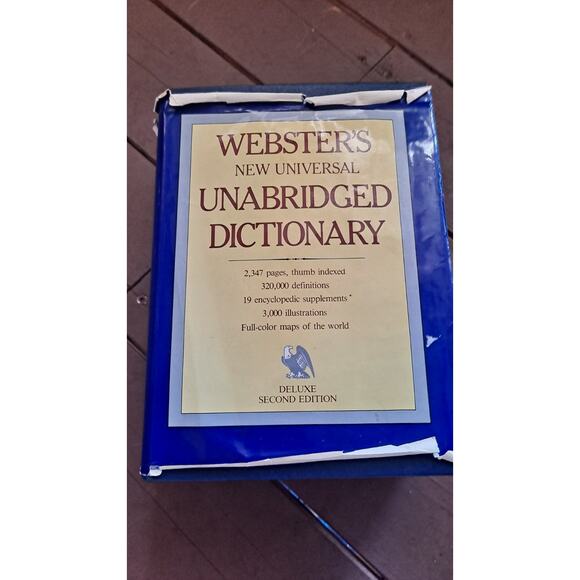 WEBSTER'S
NEW UNIVERSAL
UNABRIDGED
DICTIONARY
2,347 pages, thumb indexed
320,000 definitions
19 encyclopedic supplements*
3,000 illustrations
Full-color maps of the world
DELUXE
SECOND EDITION